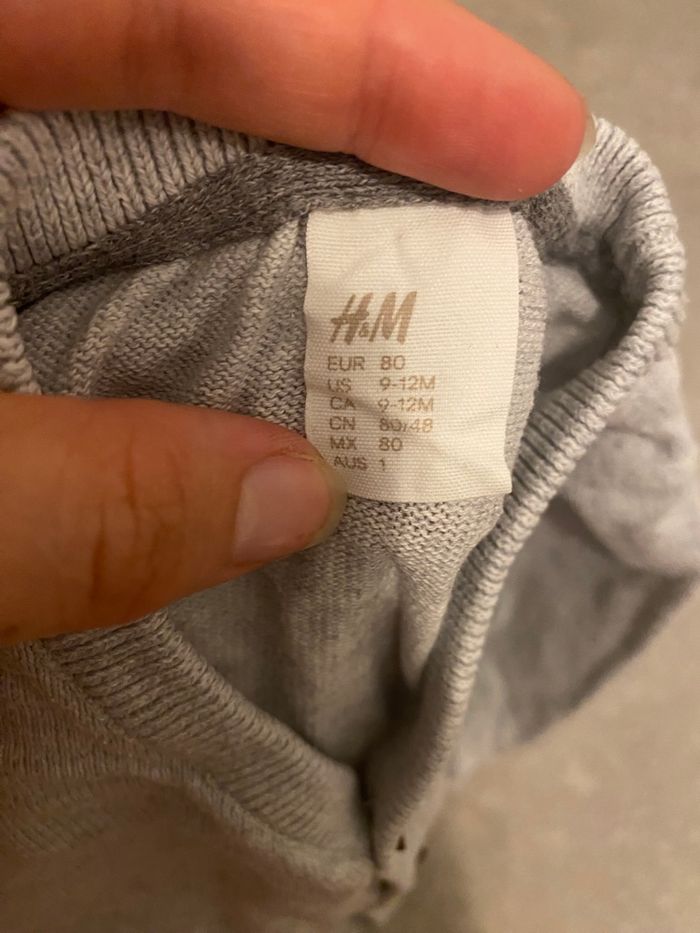 H&M
EUR 80
US 9-12M
CA 9-12M
CN 80/48
MX 80
AUS 1